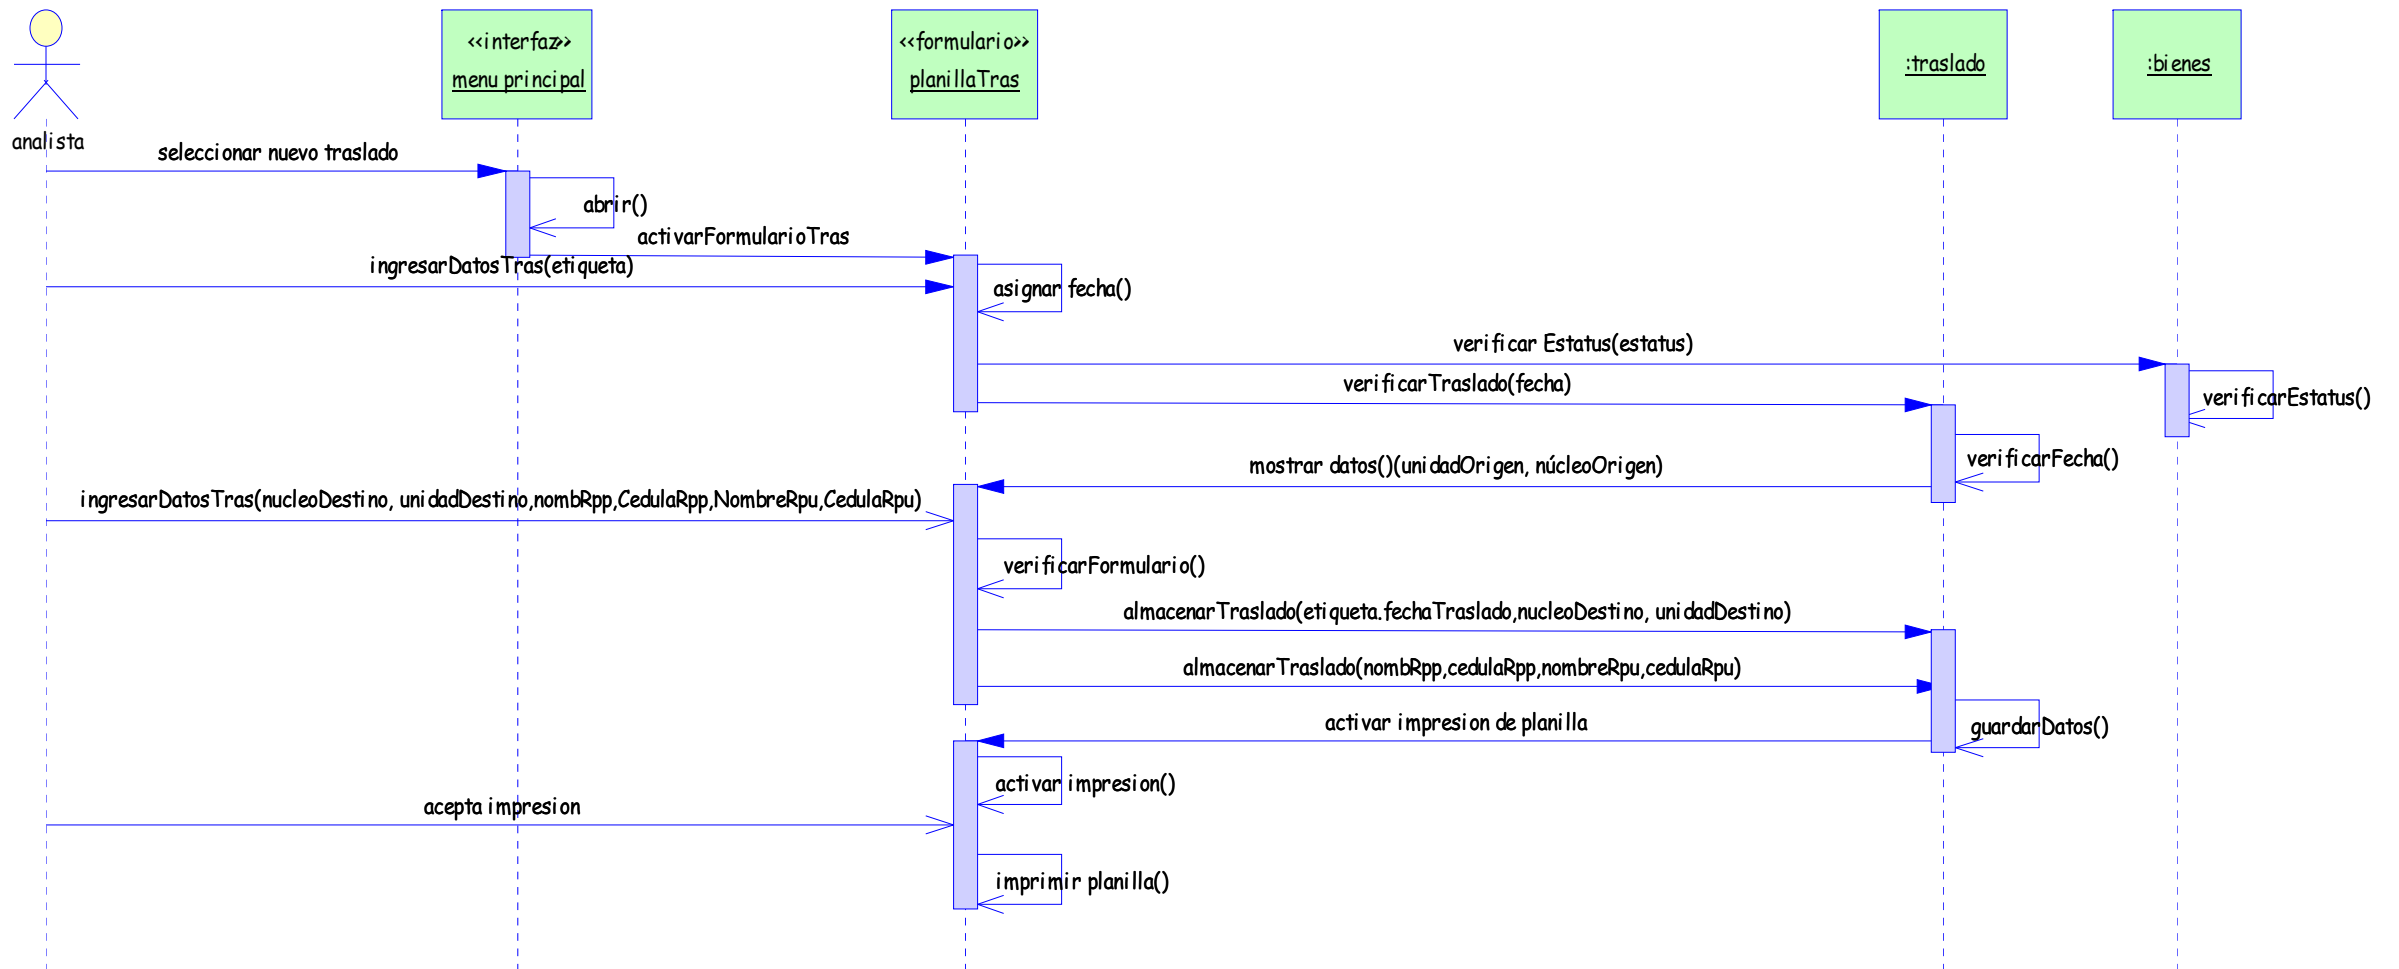 <<interfaz>>
menu principal
<<formulario>>
planillaTras
:traslado
:bienes
analista
seleccionar nuevo traslado
abrir()
activarFormularioTras
ingresarDatosTras(etiqueta)
asignar fecha()
verificar Estatus(estatus)
verificarTraslado(fecha)
verificarEstatus()
verificarFecha()
mostrar datos()(unidadOrigen, núcleoOrigen)
ingresarDatosTras(nucleoDestino, unidadDestino,nombRpp,CedulaRpp,NombreRpu,CedulaRpu)
verificarFormulario()
almacenarTraslado(etiqueta.fechaTraslado,nucleoDestino, unidadDestino)
almacenarTraslado(nombRpp,cedulaRpp,nombreRpu,cedulaRpu)
activar impresion de planilla
guardarDatos()
activar impresion()
acepta impresion
imprimir planilla()